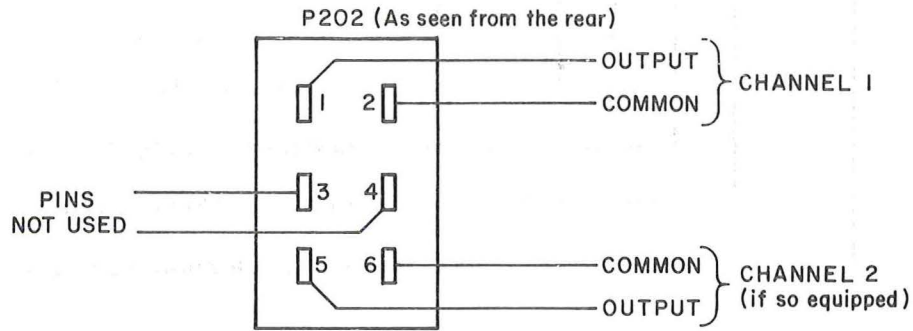 P202 (As seen from the rear)
OUTPUT
CHANNEL 1
1 2
COMMON
3 4
PINS
NOT USED
5 6
COMMON
CHANNEL 2
(if so equipped)
OUTPUT